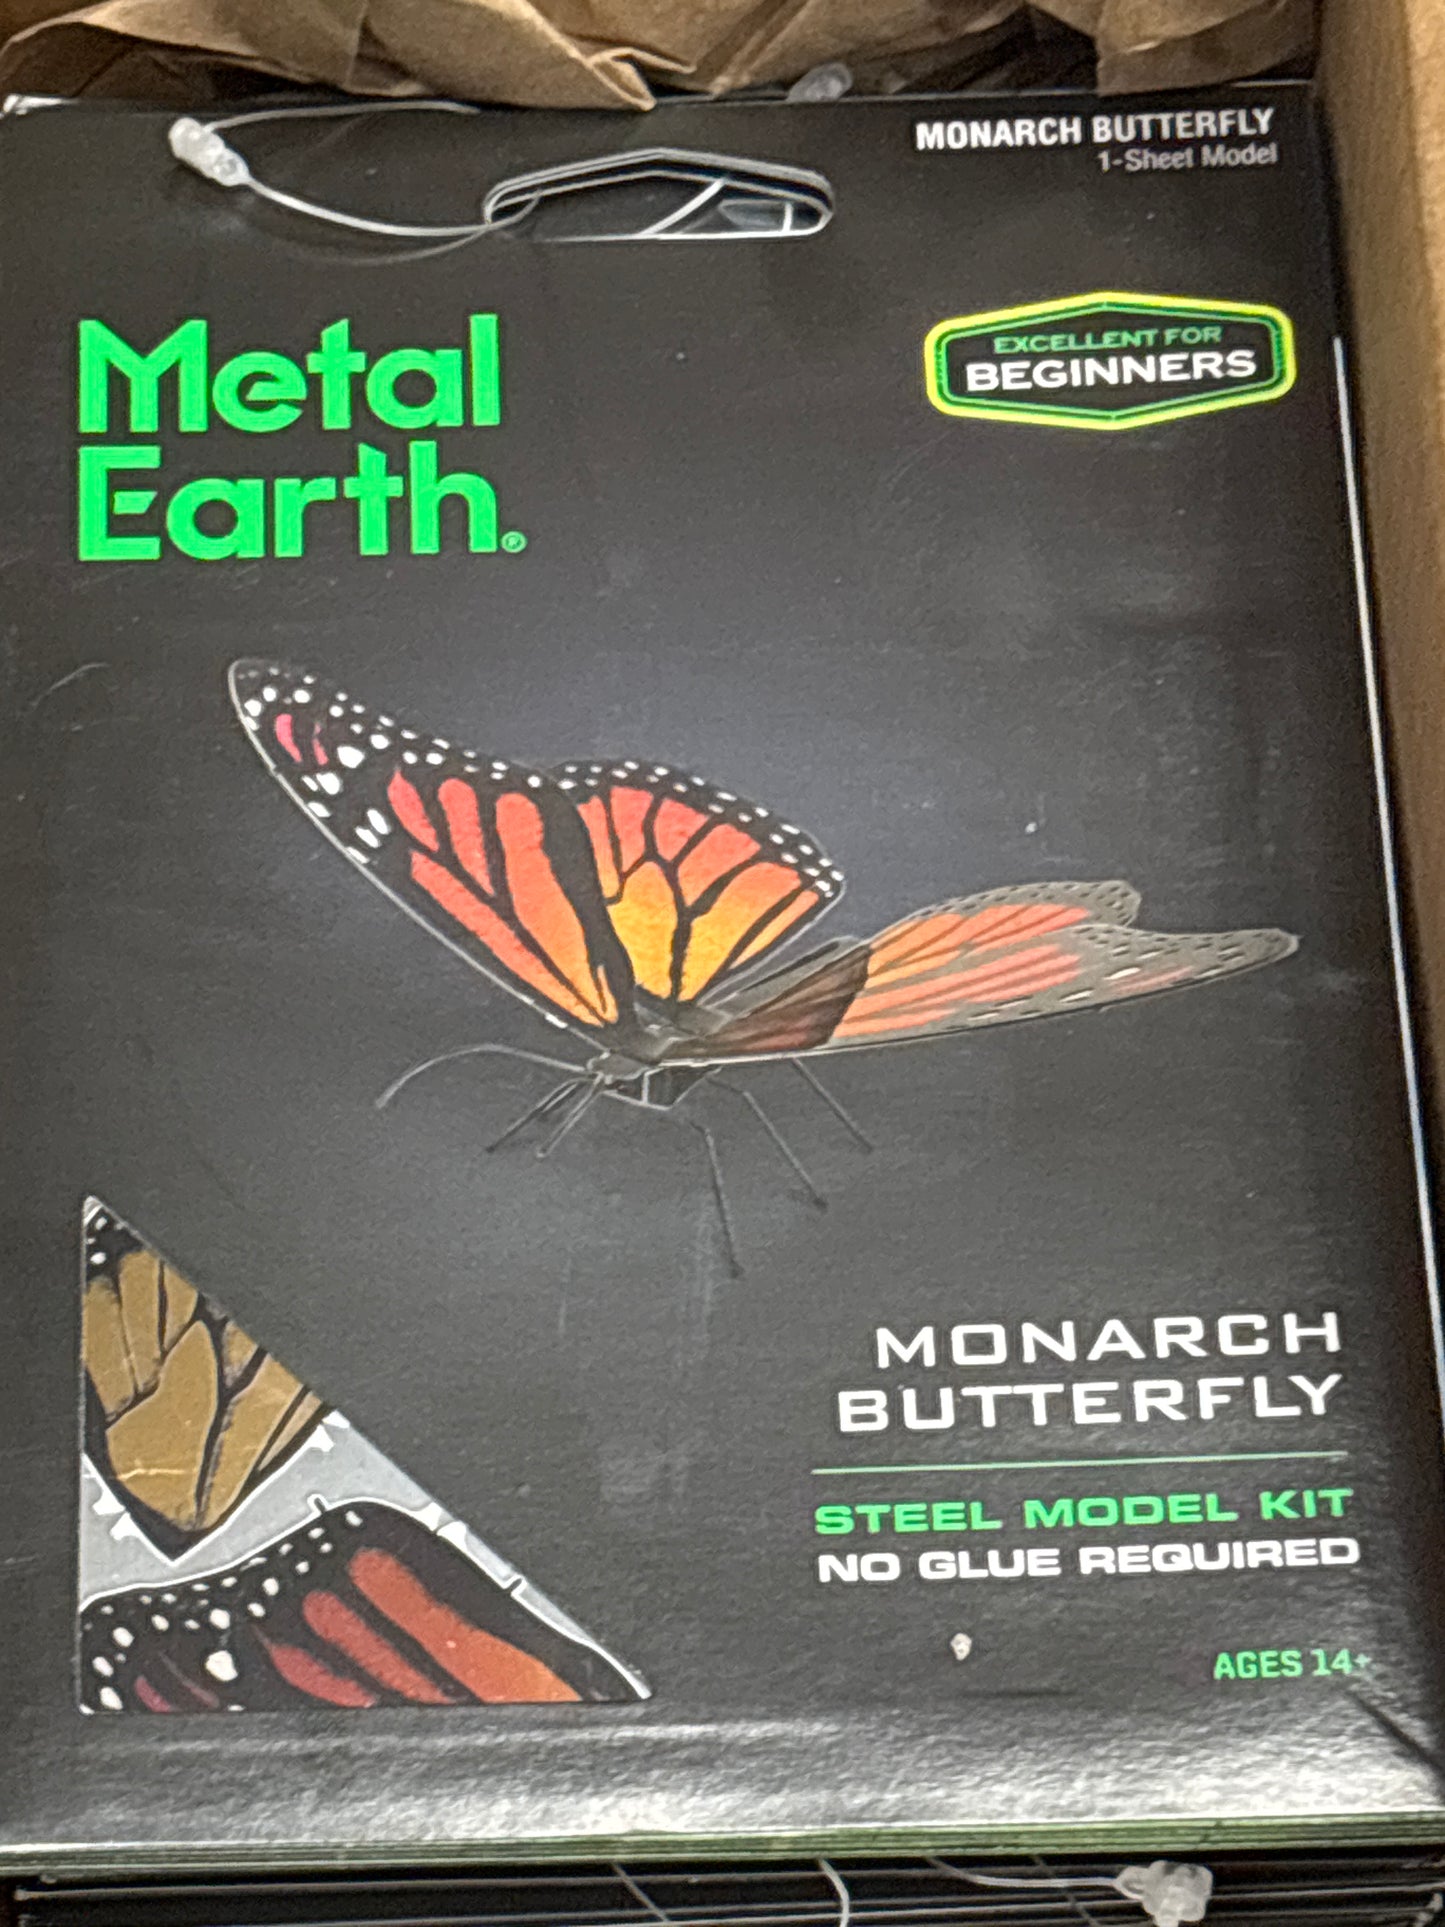 MONARCH BUTTERFLY
1-Sheet Model
Metal
Earth®
EXCELLENT FOR
BEGINNERS
MONARCH
BUTTERFLY
STEEL MODEL KIT
NO GLUE REQUIRED
AGES 14+